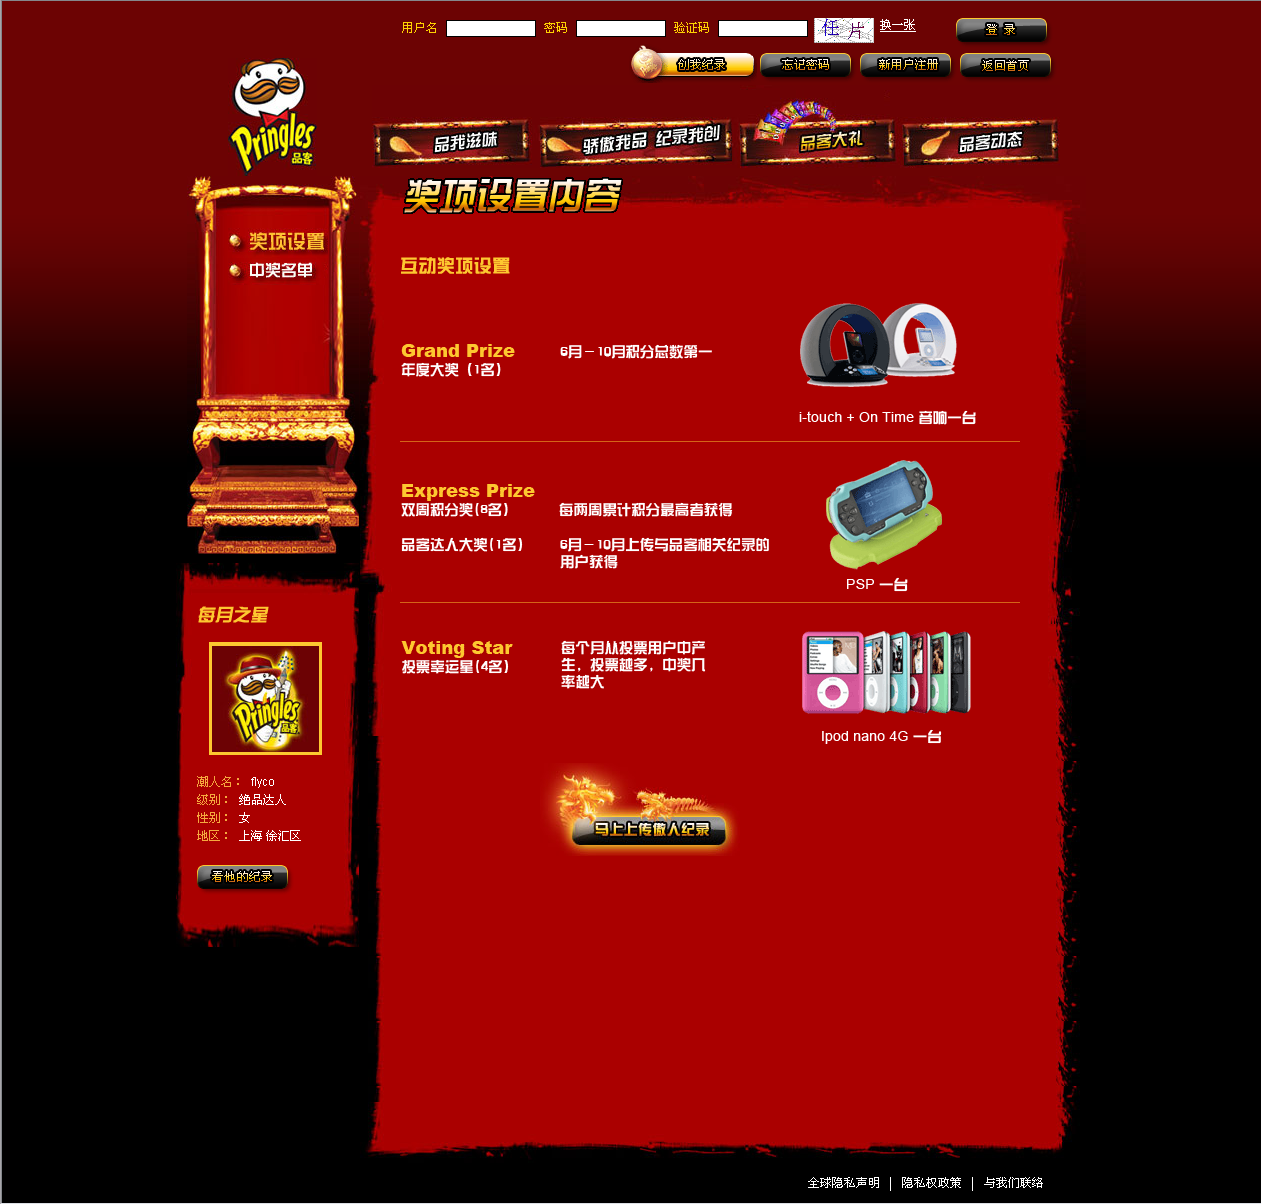 用户名 密码 验证码 任 片 换一张 登 录
创我纪录 忘记密码 新用户注册 返回首页
Pringles
品客
品我滋味 骄傲我品 纪录我创 品客大礼 品客动态
奖项设置内容
奖项设置
中奖名单
互动奖项设置
Grand Prize
年度大奖（1名）
6月－10月积分总数第一
i-touch + On Time 音响一台
Express Prize
双周积分奖(8名)
每两周累计积分最高者获得
品客达人大奖(1名)
6月－10月上传与品客相关纪录的
用户获得
PSP 一台
Voting Star
投票幸运星(4名)
每个月从投票用户中产
生，投票越多，中奖几
率越大
Ipod nano 4G 一台
马上上传傲人纪录
每月之星
Pringles
品客
潮人名： flyco
级别： 绝品达人
性别： 女
地区： 上海 徐汇区
看他的纪录
全球隐私声明 | 隐私权政策 | 与我们联络